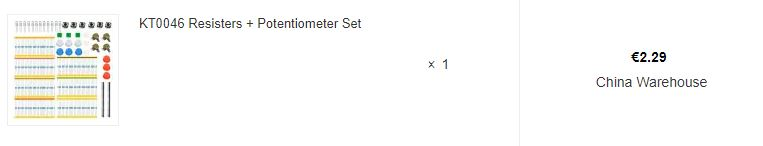 KT0046 Resisters + Potentiometer Set
× 1
€2.29
China Warehouse